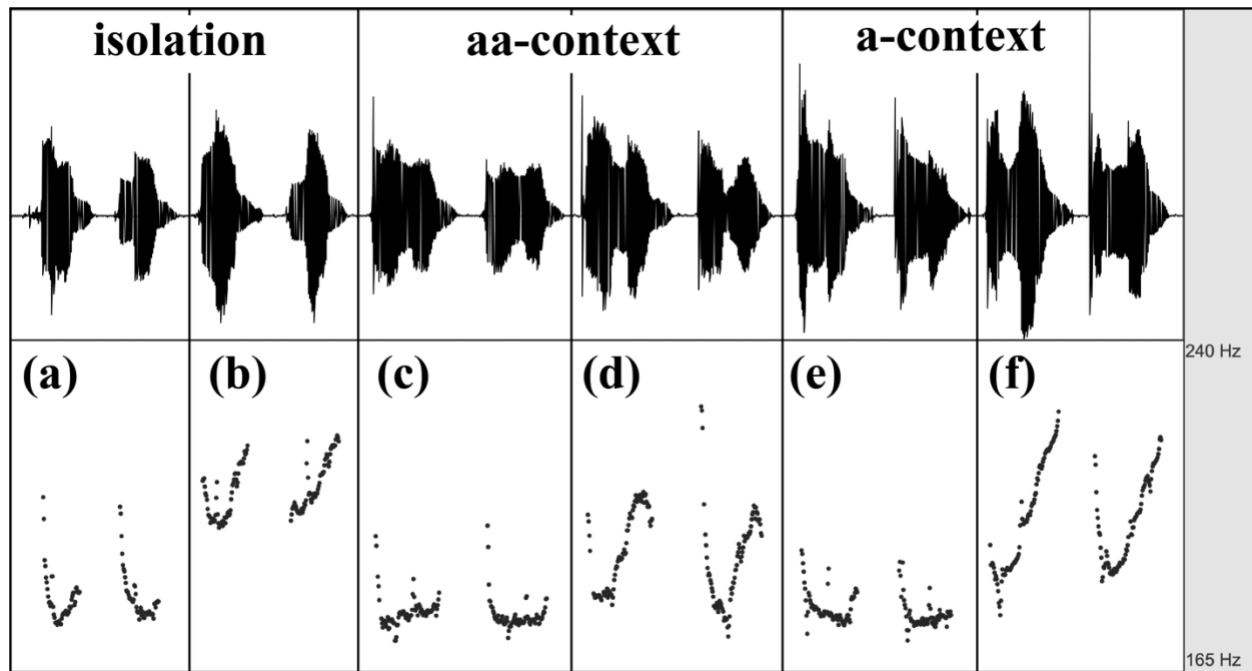 isolation aa-context a-context
240 Hz
(a) (b) (c) (d) (e) (f)
165 Hz